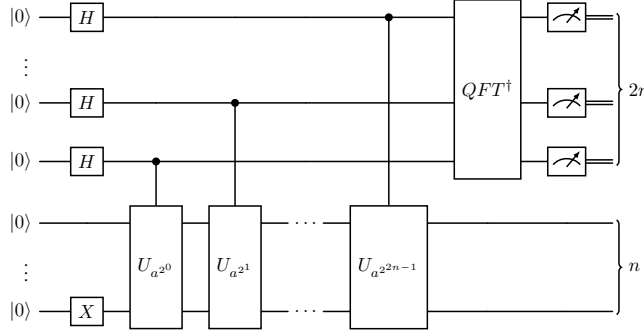 |0⟩ H
⋮
|0⟩ H QFT† 2n
|0⟩ H
|0⟩ ···
⋮ U_{a^{2^0}} U_{a^{2^1}} U_{a^{2^{2n-1}}} n
|0⟩ X ···